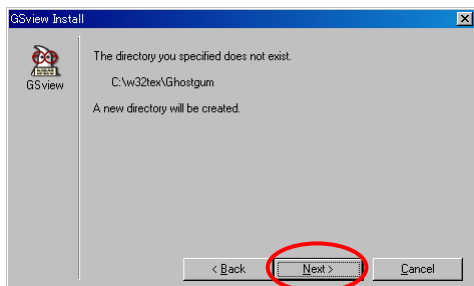 GSview Install
The directory you specified does not exist.
C:\w32tex\Ghostgum
A new directory will be created.
GSview
< Back
Next >
Cancel